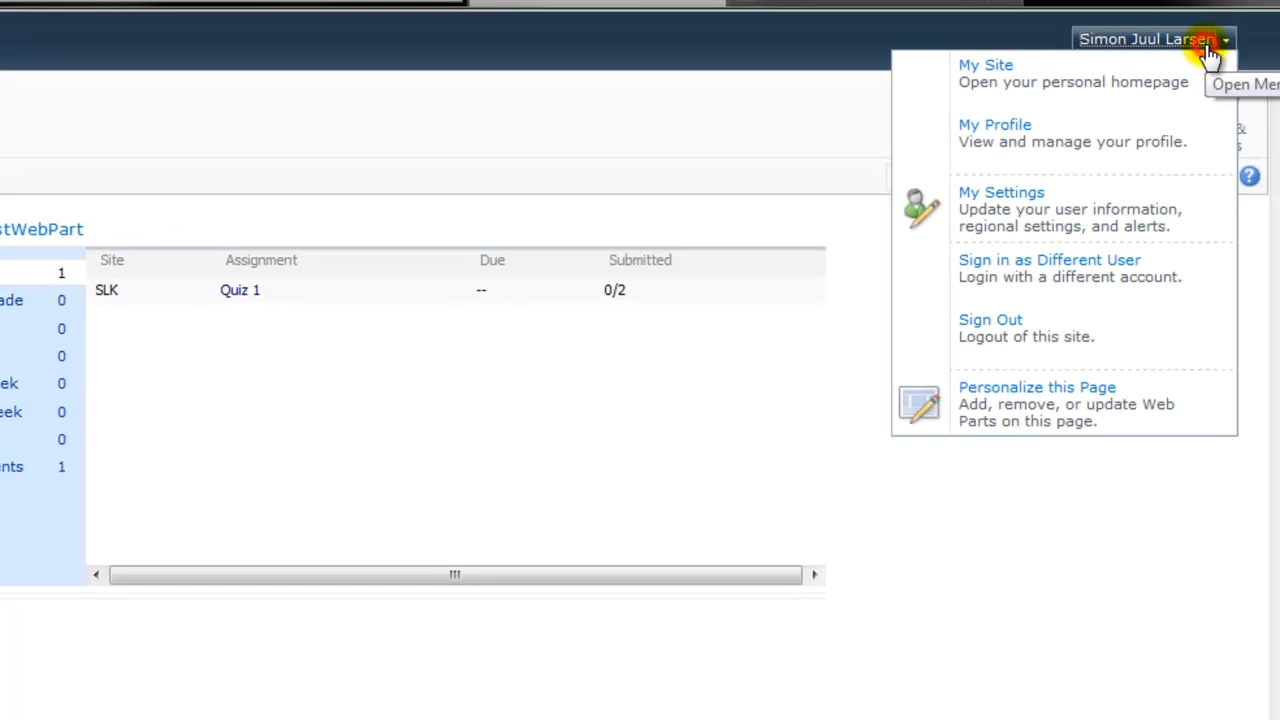 Simon Juul Larsen
My Site
Open your personal homepage
Open Mer
My Profile
View and manage your profile.
&
s
My Settings
Update your user information,
regional settings, and alerts.
Sign in as Different User
Login with a different account.
Sign Out
Logout of this site.
Personalize this Page
Add, remove, or update Web
Parts on this page.
stWebPart
Site Assignment Due Submitted
1
SLK Quiz 1 -- 0/2
ade 0
0
0
ek 0
eek 0
0
nts 1